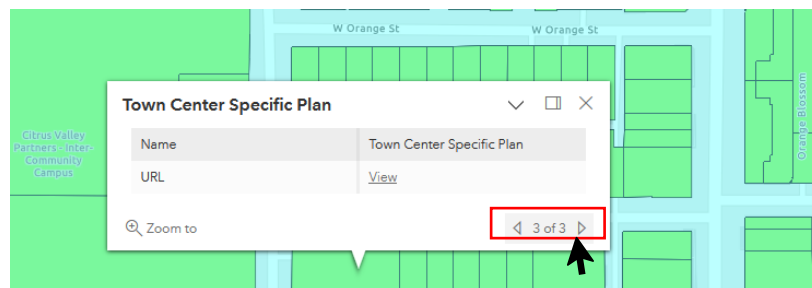 W Orange St
W Orange St
Town Center Specific Plan
Citrus Valley
Partners - Inter-
Community
Campus
Name Town Center Specific Plan
URL View
Zoom to
3 of 3
Orange Blossom